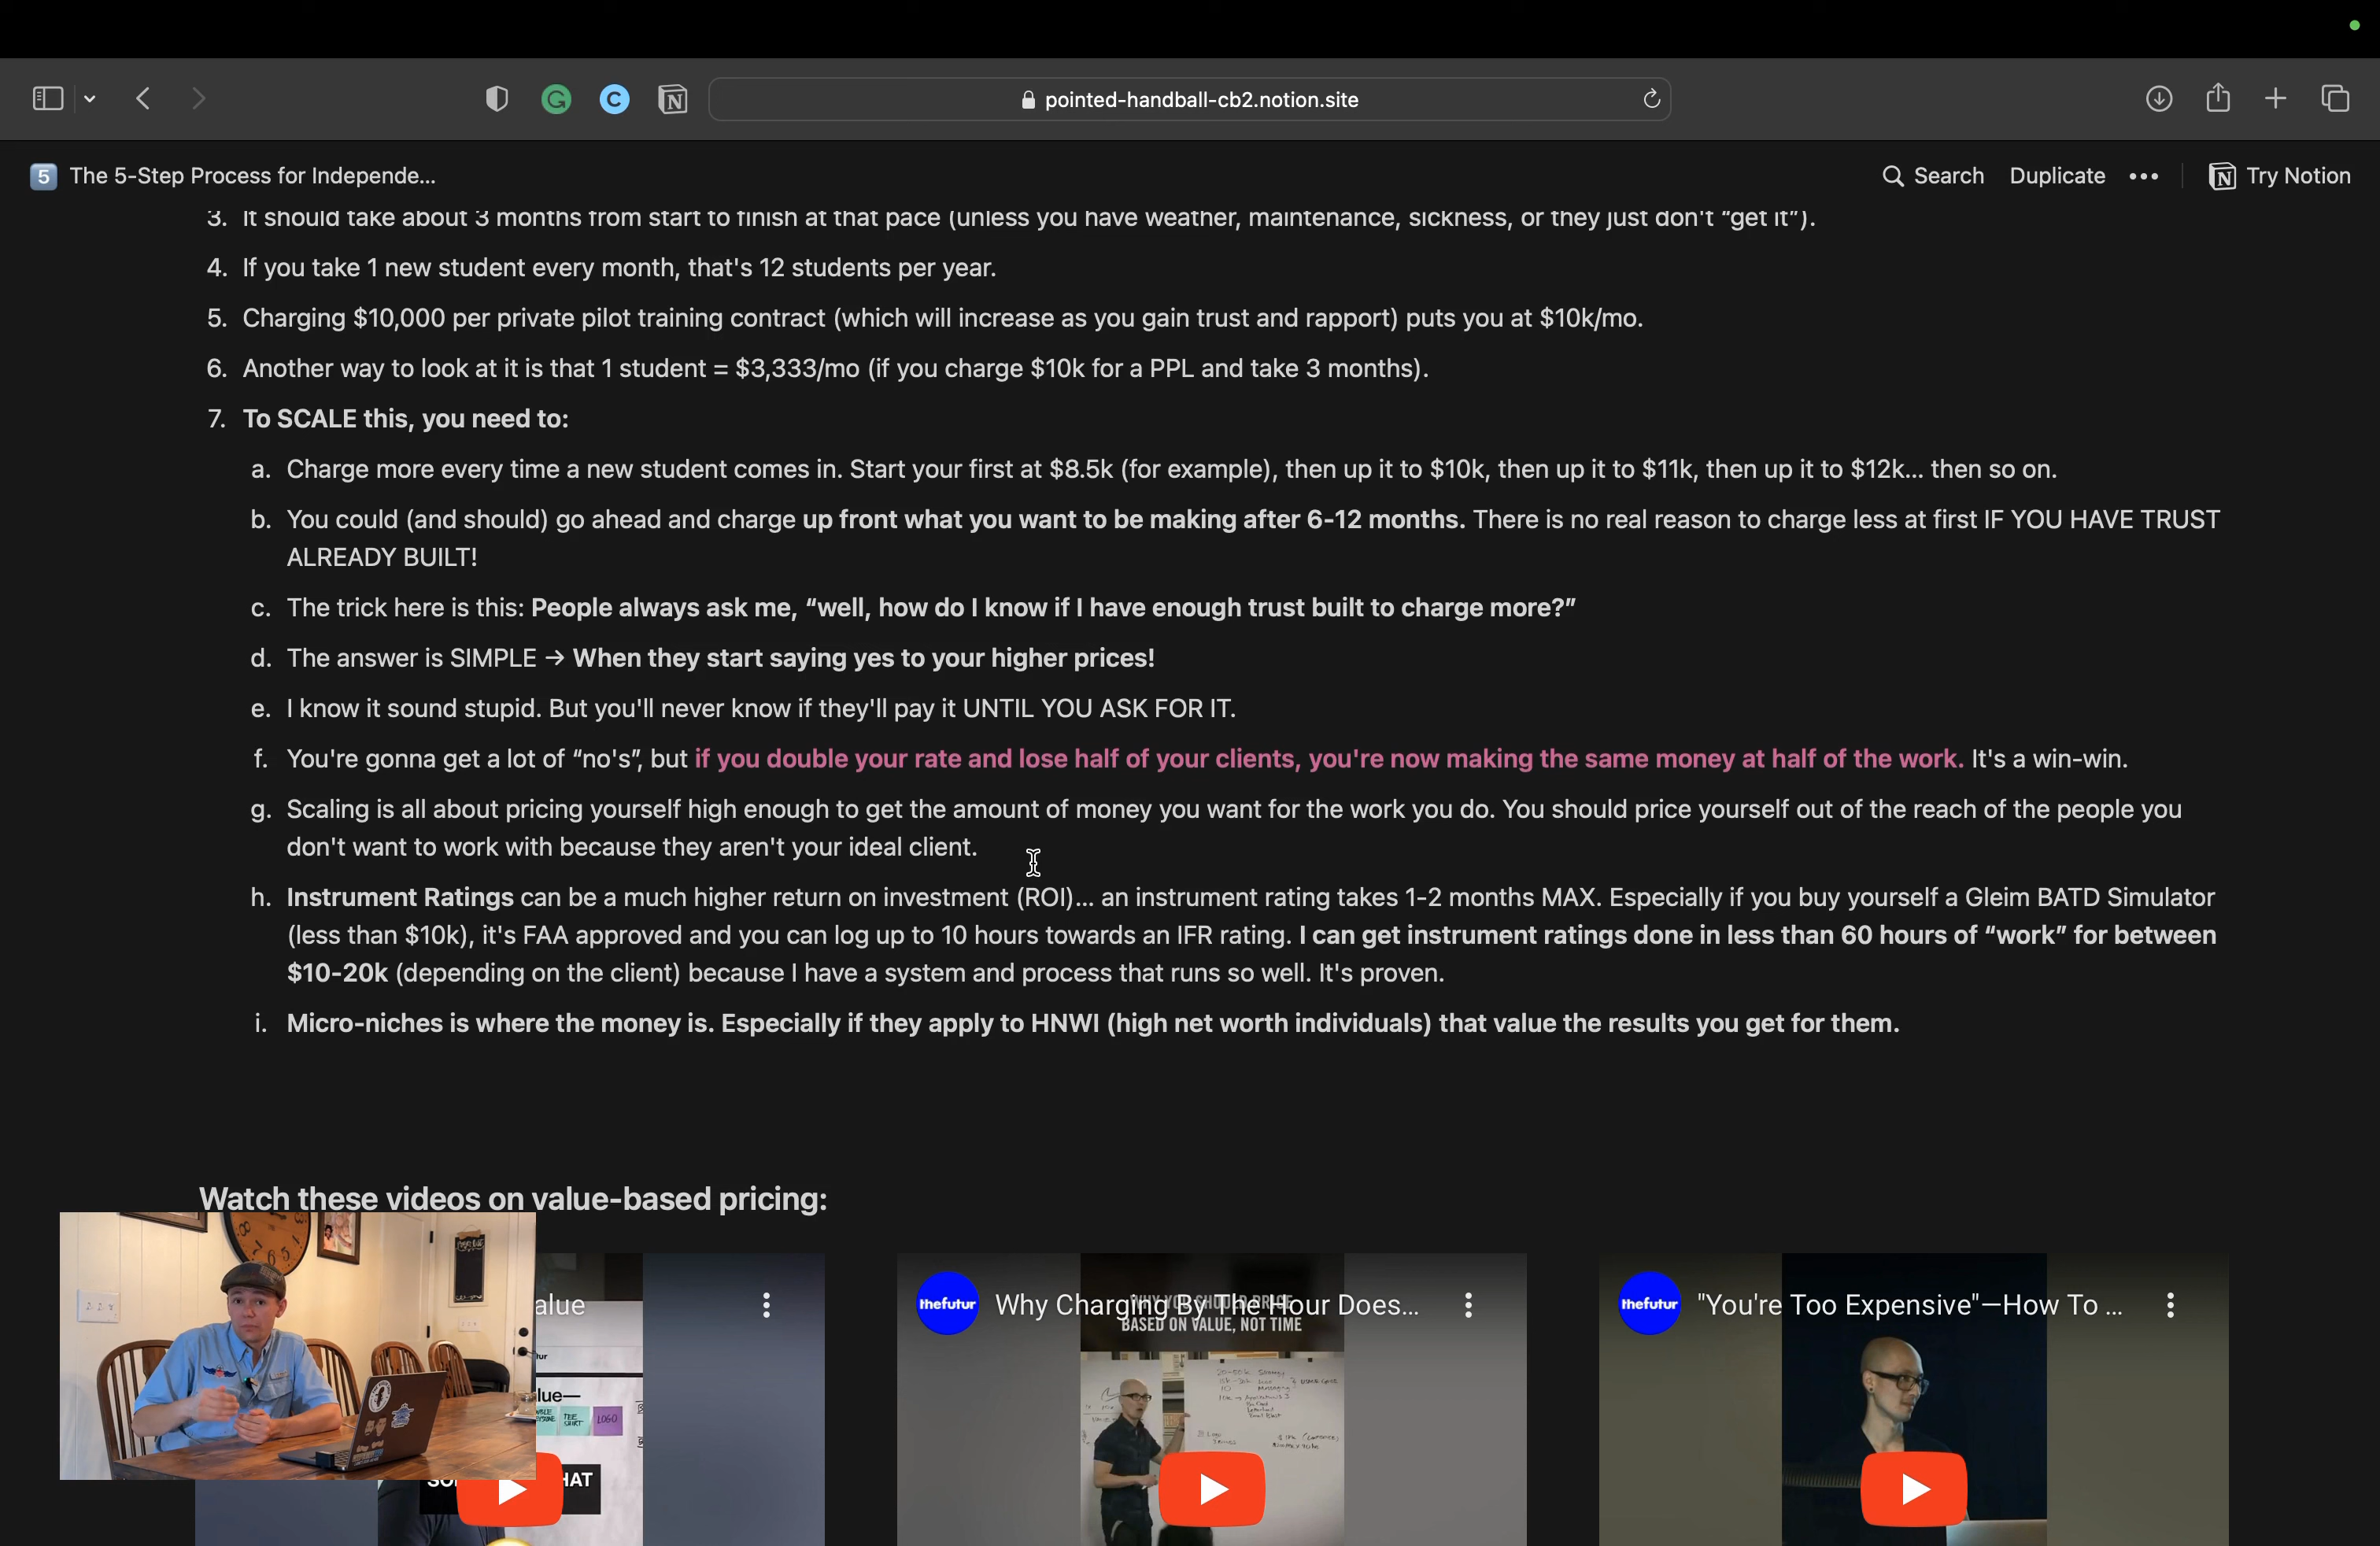 pointed-handball-cb2.notion.site
5 The 5-Step Process for Independe...
Search Duplicate ••• Try Notion
3. It should take about 3 months from start to finish at that pace (unless you have weather, maintenance, sickness, or they just don't “get it”).
4. If you take 1 new student every month, that's 12 students per year.
5. Charging $10,000 per private pilot training contract (which will increase as you gain trust and rapport) puts you at $10k/mo.
6. Another way to look at it is that 1 student = $3,333/mo (if you charge $10k for a PPL and take 3 months).
7. To SCALE this, you need to:
a. Charge more every time a new student comes in. Start your first at $8.5k (for example), then up it to $10k, then up it to $11k, then up it to $12k... then so on.
b. You could (and should) go ahead and charge up front what you want to be making after 6-12 months. There is no real reason to charge less at first IF YOU HAVE TRUST
ALREADY BUILT!
c. The trick here is this: People always ask me, “well, how do I know if I have enough trust built to charge more?”
d. The answer is SIMPLE → When they start saying yes to your higher prices!
e. I know it sound stupid. But you'll never know if they'll pay it UNTIL YOU ASK FOR IT.
f. You're gonna get a lot of “no's”, but if you double your rate and lose half of your clients, you're now making the same money at half of the work. It's a win-win.
g. Scaling is all about pricing yourself high enough to get the amount of money you want for the work you do. You should price yourself out of the reach of the people you
don't want to work with because they aren't your ideal client.
h. Instrument Ratings can be a much higher return on investment (ROI)... an instrument rating takes 1-2 months MAX. Especially if you buy yourself a Gleim BATD Simulator
(less than $10k), it's FAA approved and you can log up to 10 hours towards an IFR rating. I can get instrument ratings done in less than 60 hours of “work” for between
$10-20k (depending on the client) because I have a system and process that runs so well. It's proven.
i. Micro-niches is where the money is. Especially if they apply to HNWI (high net worth individuals) that value the results you get for them.
Watch these videos on value-based pricing:
alue
thefutur Why Charging By The Hour Does...
WHY YOU SHOULD PRICE
BASED ON VALUE, NOT TIME
thefutur "You're Too Expensive"—How To ...
lue—
LOGO
HAT